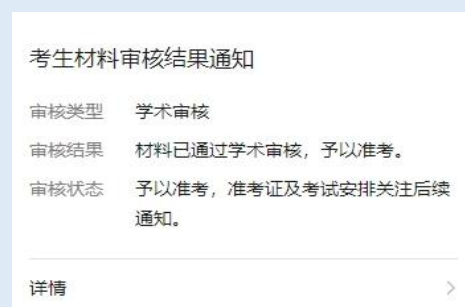 考生材料审核结果通知
审核类型 学术审核
审核结果 材料已通过学术审核，予以准考。
审核状态 予以准考，准考证及考试安排关注后续
通知。
详情